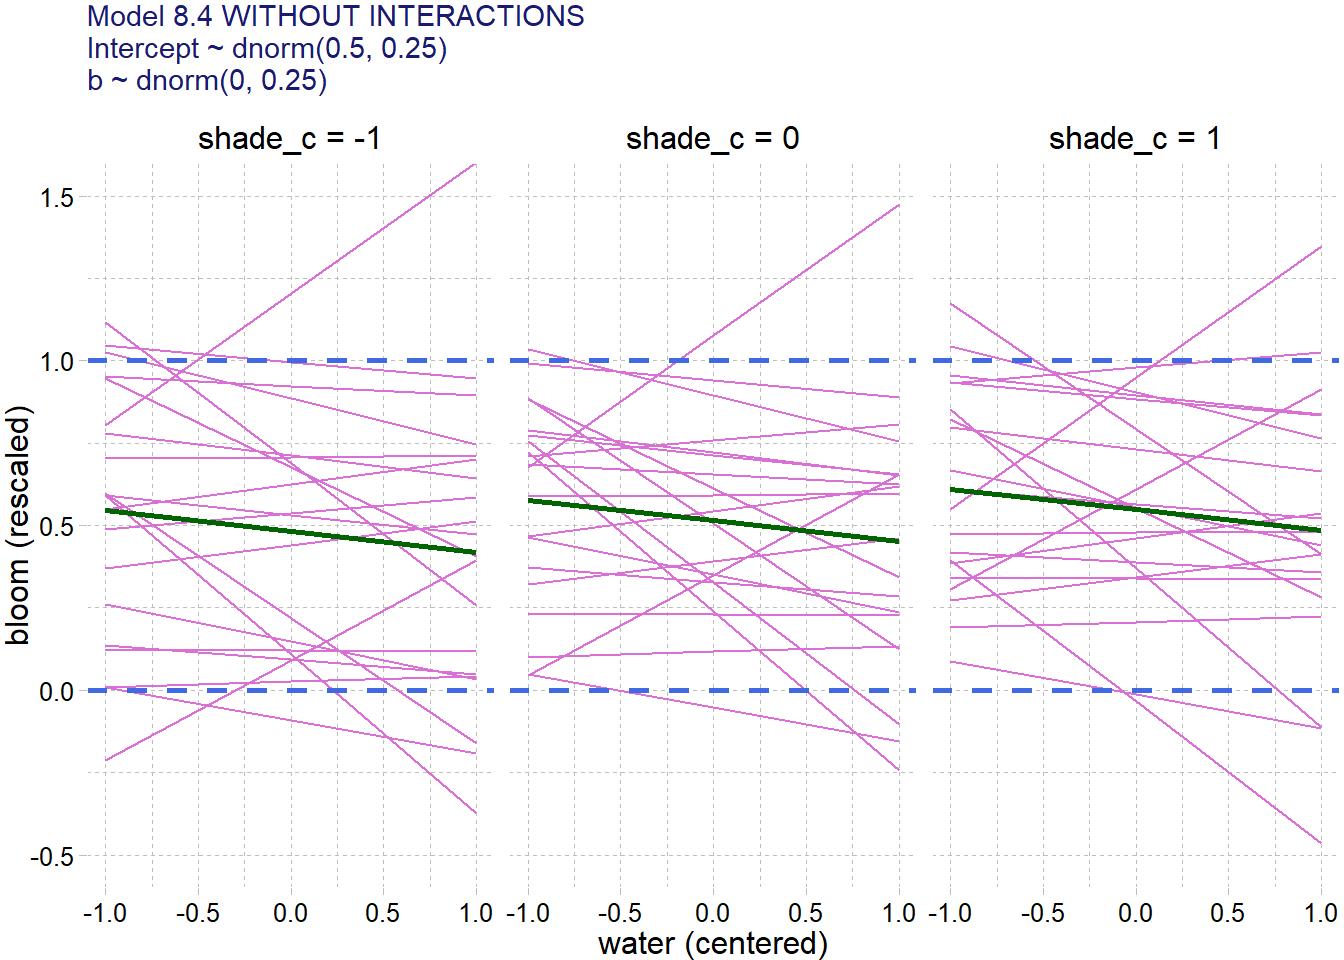 Model 8.4 WITHOUT INTERACTIONS
Intercept ~ dnorm(0.5, 0.25)
b ~ dnorm(0, 0.25)
shade_c = -1
shade_c = 0
shade_c = 1
bloom (rescaled)
1.5
1.0
0.5
0.0
-0.5
-1.0 -0.5 0.0 0.5 1.0
-1.0 -0.5 0.0 0.5 1.0
-1.0 -0.5 0.0 0.5 1.0
water (centered)